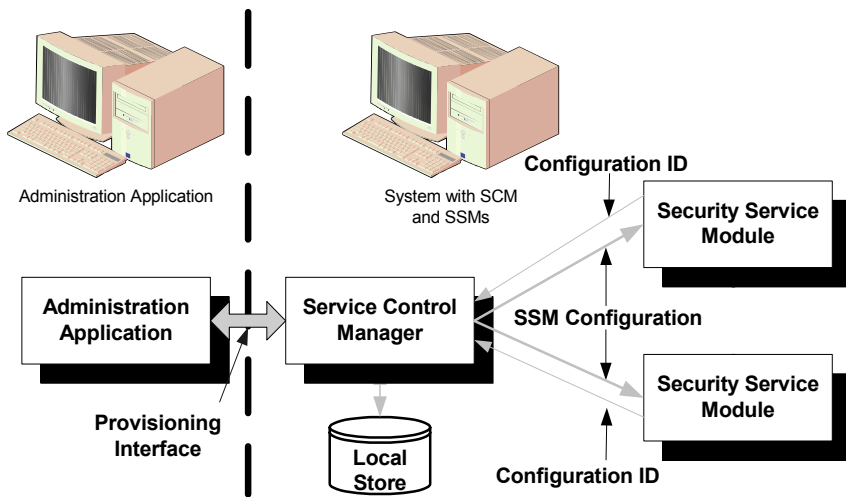 Administration Application
System with SCM
and SSMs
Configuration ID
Security Service
Module
Administration
Application
Service Control
Manager
SSM Configuration
Security Service
Module
Provisioning
Interface
Local
Store
Configuration ID